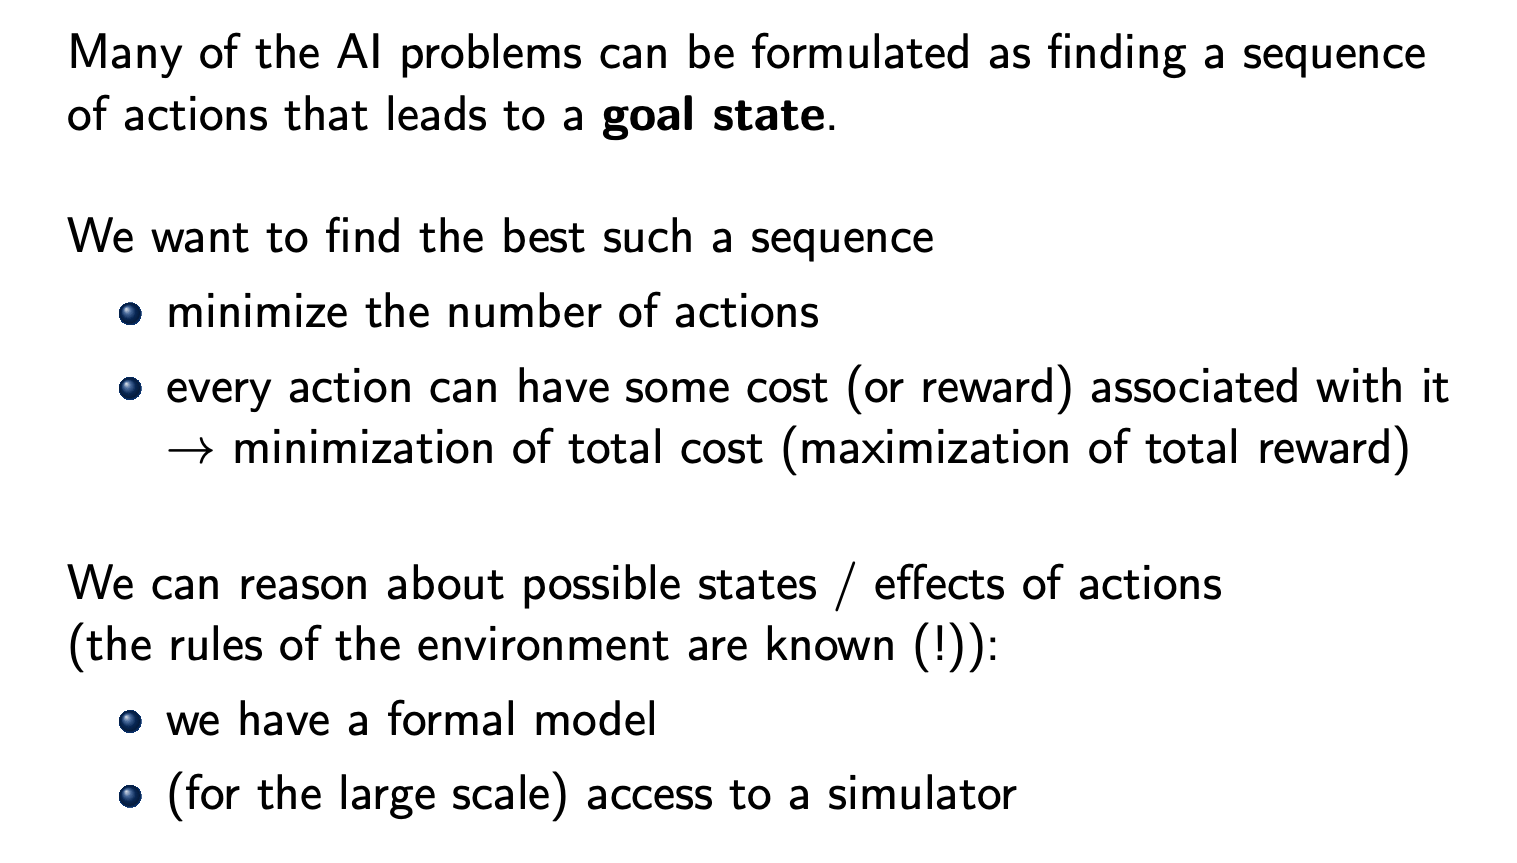 Many of the AI problems can be formulated as finding a sequence
of actions that leads to a goal state.
We want to find the best such a sequence
minimize the number of actions
every action can have some cost (or reward) associated with it
→ minimization of total cost (maximization of total reward)
We can reason about possible states / effects of actions
(the rules of the environment are known (!)):
we have a formal model
(for the large scale) access to a simulator